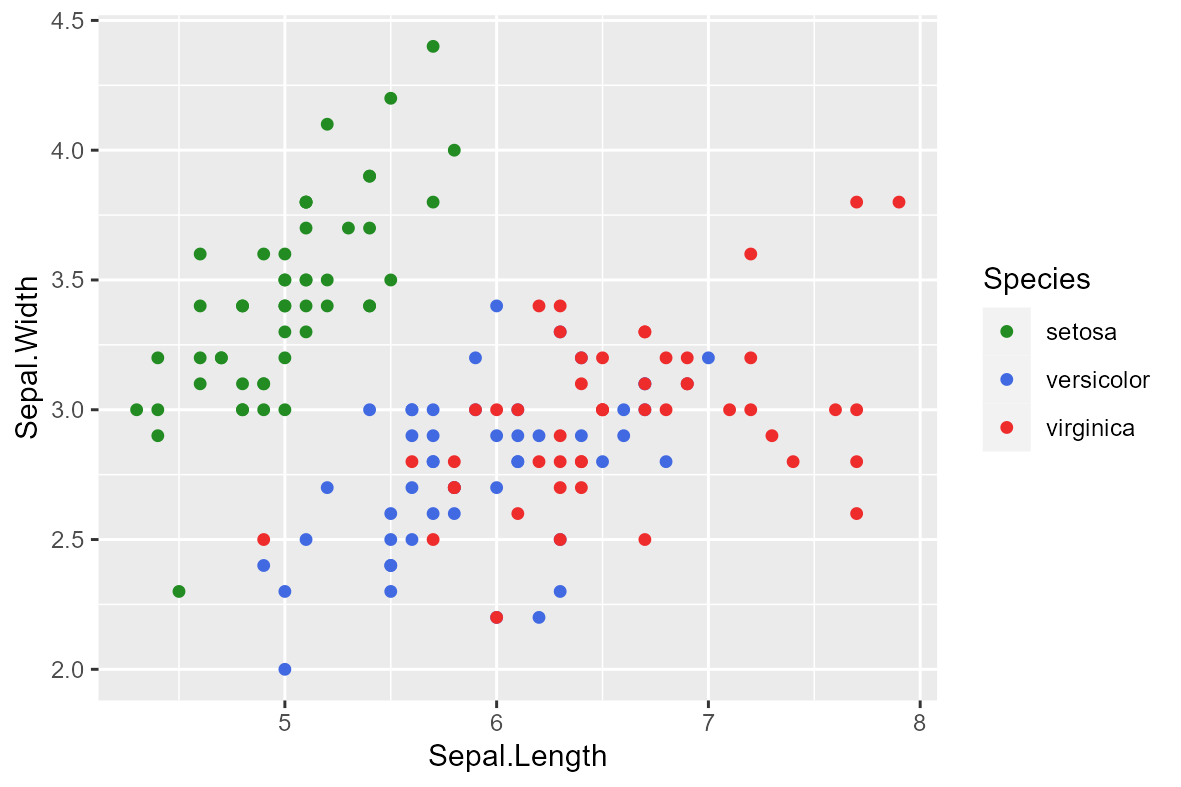 4.5
4.0
3.5
3.0
2.5
2.0
Sepal.Width
5 6 7 8
Sepal.Length
Species
setosa
versicolor
virginica